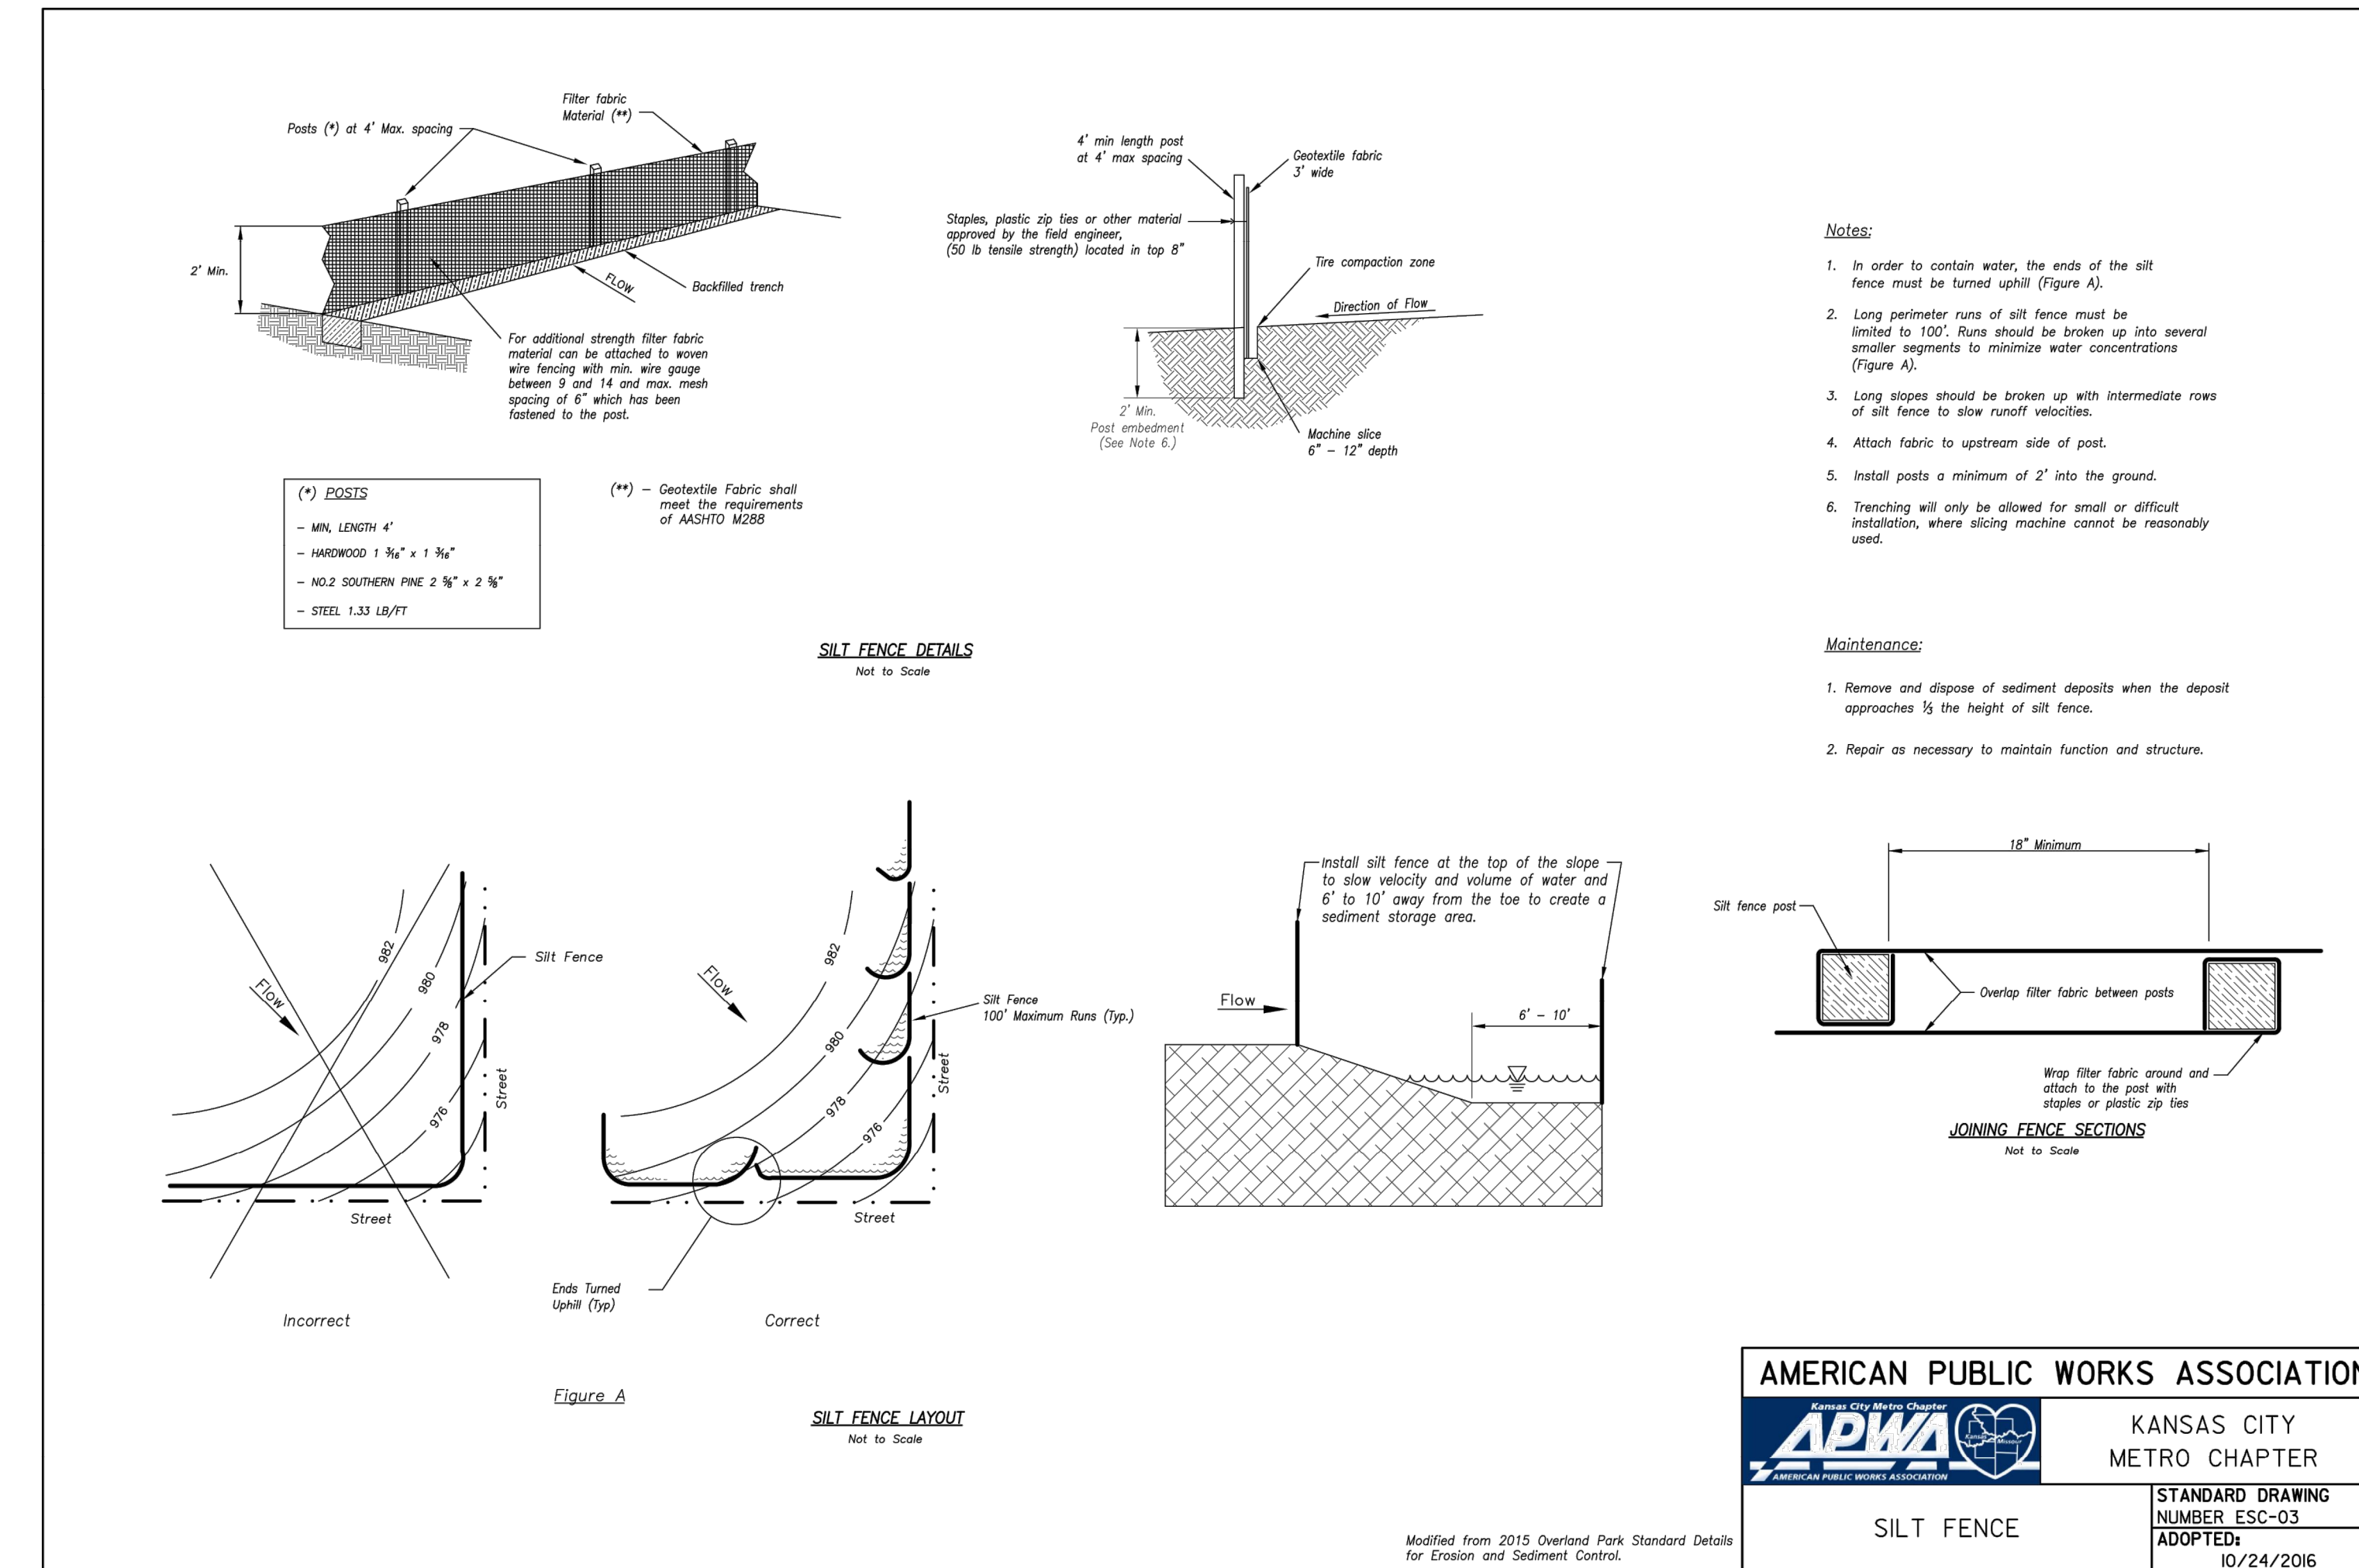 Filter fabric
Material (**)
Posts (*) at 4' Max. spacing
2' Min.
FLOW
Backfilled trench
For additional strength filter fabric
material can be attached to woven
wire fencing with min. wire gauge
between 9 and 14 and max. mesh
spacing of 6" which has been
fastened to the post.
4' min length post
at 4' max spacing
Geotextile fabric
3' wide
Staples, plastic zip ties or other material
approved by the field engineer,
(50 lb tensile strength) located in top 8"
Tire compaction zone
Direction of Flow
2' Min.
Post embedment
(See Note 6.)
Machine slice
6" – 12" depth
(*) POSTS
– MIN, LENGTH 4'
– HARDWOOD 1 3/16" x 1 3/16"
– NO.2 SOUTHERN PINE 2 5/8" x 2 5/8"
– STEEL 1.33 LB/FT
(**) – Geotextile Fabric shall
meet the requirements
of AASHTO M288
SILT FENCE DETAILS
Not to Scale
Notes:
1. In order to contain water, the ends of the silt
fence must be turned uphill (Figure A).
2. Long perimeter runs of silt fence must be
limited to 100'. Runs should be broken up into several
smaller segments to minimize water concentrations
(Figure A).
3. Long slopes should be broken up with intermediate rows
of silt fence to slow runoff velocities.
4. Attach fabric to upstream side of post.
5. Install posts a minimum of 2' into the ground.
6. Trenching will only be allowed for small or difficult
installation, where slicing machine cannot be reasonably
used.
Maintenance:
1. Remove and dispose of sediment deposits when the deposit
approaches 1/3 the height of silt fence.
2. Repair as necessary to maintain function and structure.
982
980
978
976
Flow
Silt Fence
Street
Street
Incorrect
982
980
978
976
Flow
Silt Fence
100' Maximum Runs (Typ.)
Street
Street
Ends Turned
Uphill (Typ)
Correct
Figure A
SILT FENCE LAYOUT
Not to Scale
Install silt fence at the top of the slope
to slow velocity and volume of water and
6' to 10' away from the toe to create a
sediment storage area.
Flow
6' – 10'
18" Minimum
Silt fence post
Overlap filter fabric between posts
Wrap filter fabric around and
attach to the post with
staples or plastic zip ties
JOINING FENCE SECTIONS
Not to Scale
Modified from 2015 Overland Park Standard Details
for Erosion and Sediment Control.
AMERICAN PUBLIC WORKS ASSOCIATION
Kansas City Metro Chapter
APWA
Kansas
Missouri
AMERICAN PUBLIC WORKS ASSOCIATION
KANSAS CITY
METRO CHAPTER
SILT FENCE
STANDARD DRAWING
NUMBER ESC-03
ADOPTED:
10/24/2016